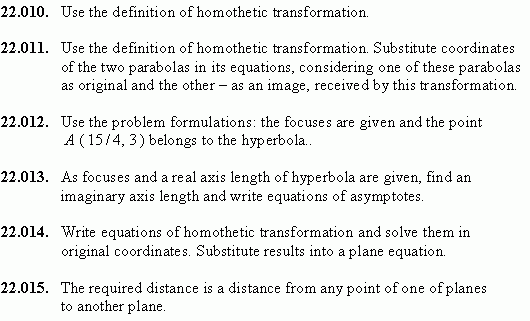 22.010. Use the definition of homothetic transformation.
22.011. Use the definition of homothetic transformation. Substitute coordinates
of the two parabolas in its equations, considering one of these parabolas
as original and the other – as an image, received by this transformation.
22.012. Use the problem formulations: the focuses are given and the point
A ( 15 / 4, 3 ) belongs to the hyperbola..
22.013. As focuses and a real axis length of hyperbola are given, find an
imaginary axis length and write equations of asymptotes.
22.014. Write equations of homothetic transformation and solve them in
original coordinates. Substitute results into a plane equation.
22.015. The required distance is a distance from any point of one of planes
to another plane.